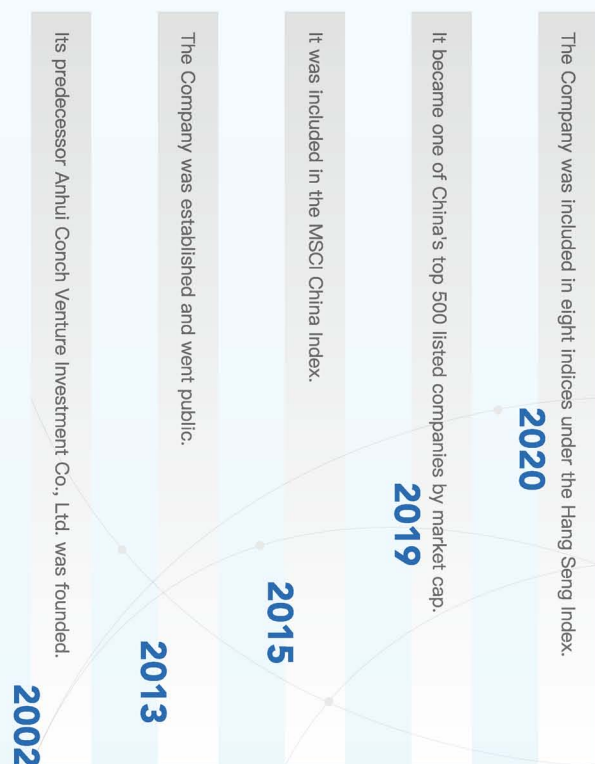 The Company was included in eight indices under the Hang Seng Index.
2020
It became one of China's top 500 listed companies by market cap.
2019
It was included in the MSCI China Index.
2015
The Company was established and went public.
2013
Its predecessor Anhui Conch Venture Investment Co., Ltd. was founded.
2002